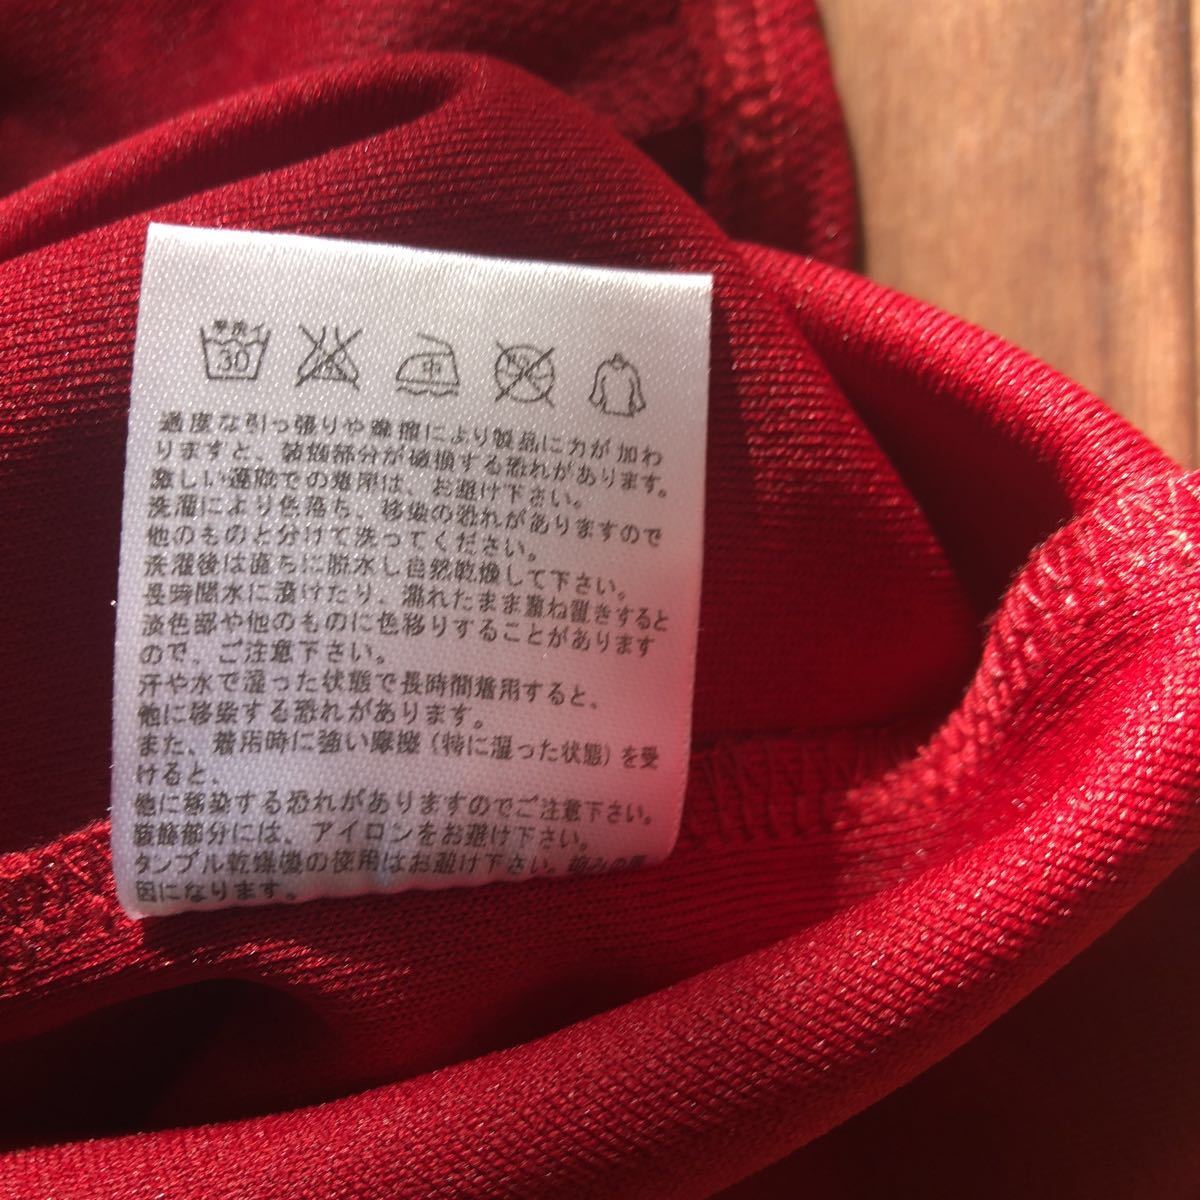 手洗イ
30
中
過度な引っ張りや摩擦により製品に力が加わ
りますと、装飾部分が破損する恐れがあります。
激しい運動での着用は、お避け下さい。
洗濯により色落ち、移染の恐れがありますので
他のものと分けて洗ってください。
洗濯後は直ちに脱水し自然乾燥して下さい。
長時間水に漬けたり、濡れたまま重ね置きすると
淡色部や他のものに色移りすることがあります
ので、ご注意下さい。
汗や水で湿った状態で長時間着用すると、
他に移染する恐れがあります。
また、着用時に強い摩擦(特に湿った状態)を受
けると、
他に移染する恐れがありますのでご注意下さい。
装飾部分には、アイロンをお避け下さい。
タンブル乾燥機の使用はお避け下さい。縮みの原
因になります。